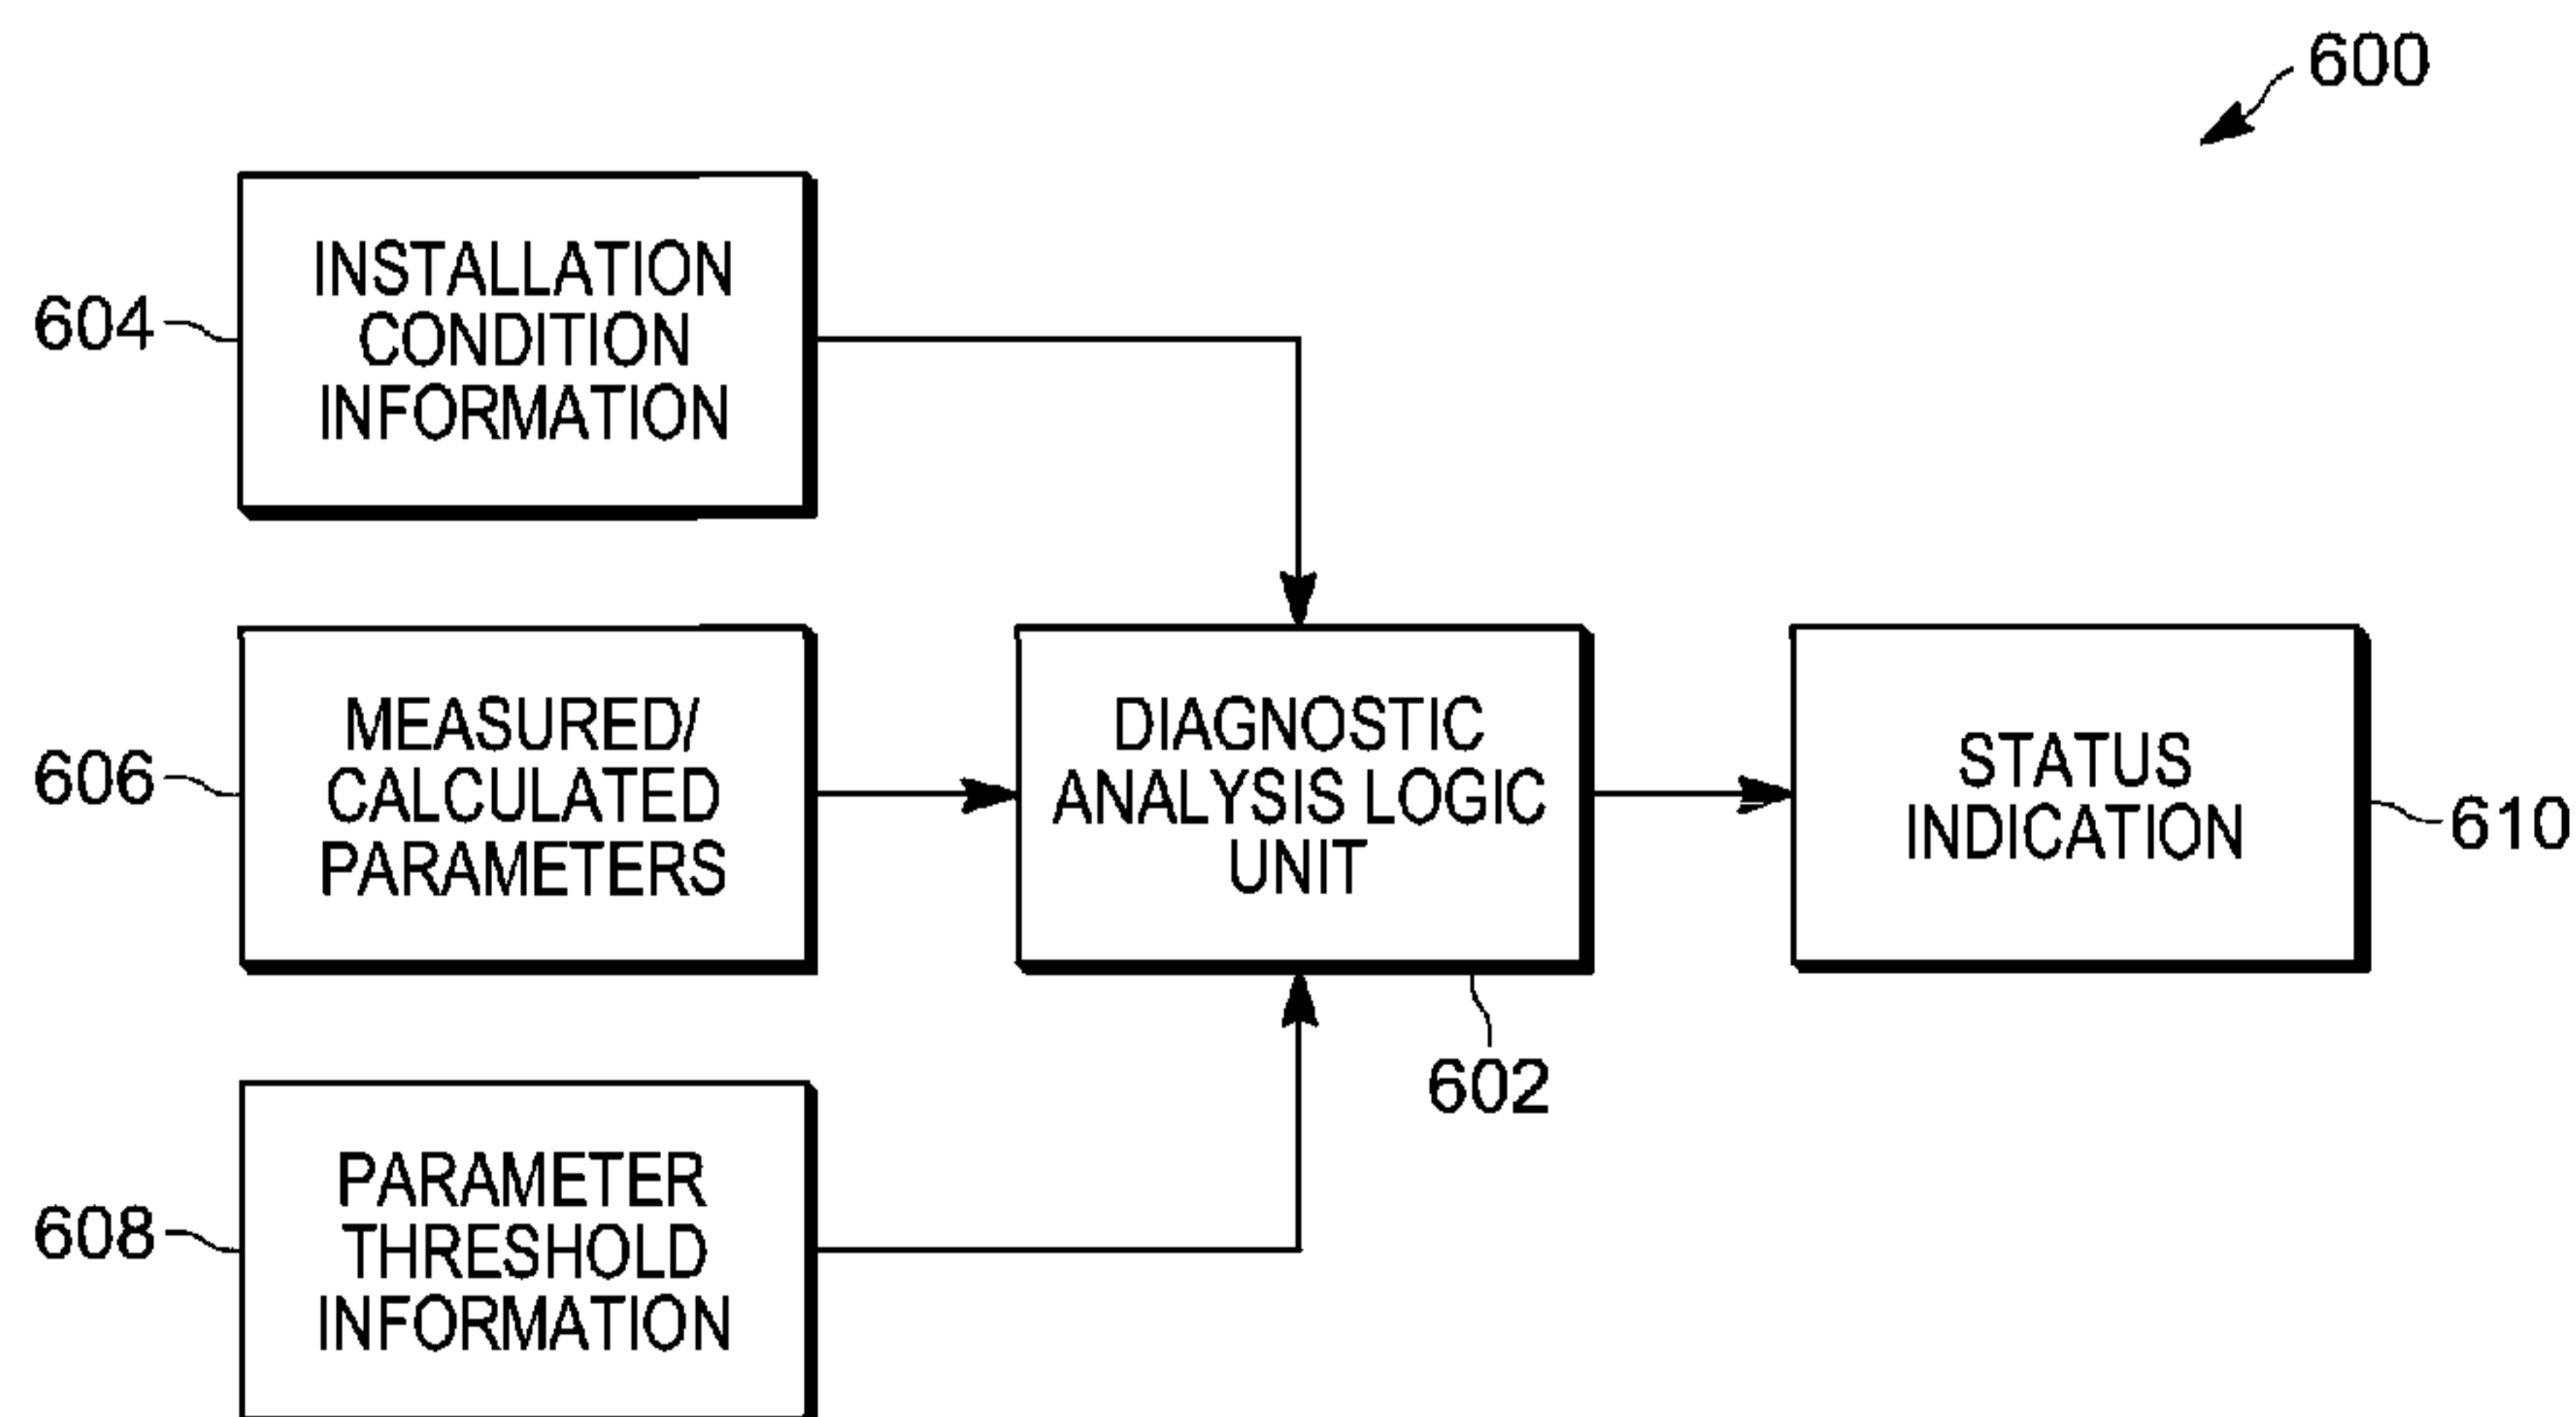 600
604
INSTALLATION
CONDITION
INFORMATION
606
MEASURED/
CALCULATED
PARAMETERS
DIAGNOSTIC
ANALYSIS LOGIC
UNIT
602
STATUS
INDICATION
610
608
PARAMETER
THRESHOLD
INFORMATION